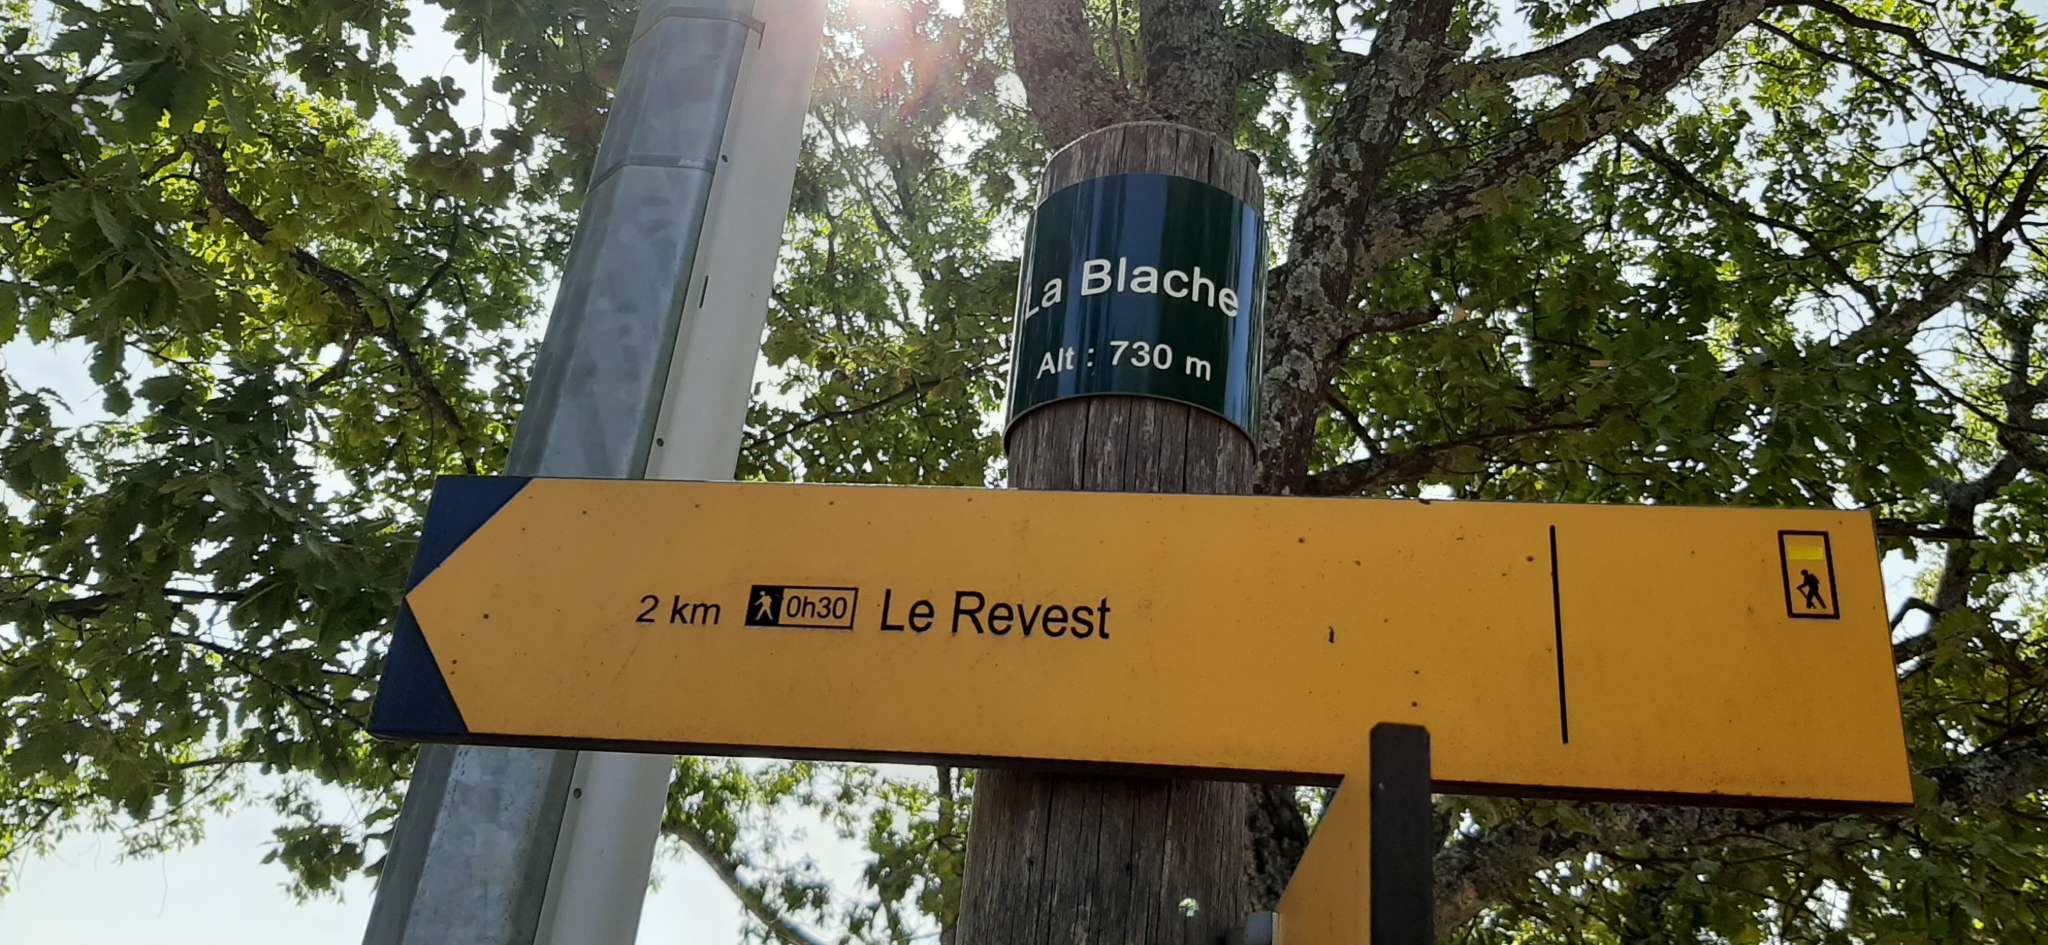 La Blache
Alt : 730 m
2 km 0h30 Le Revest